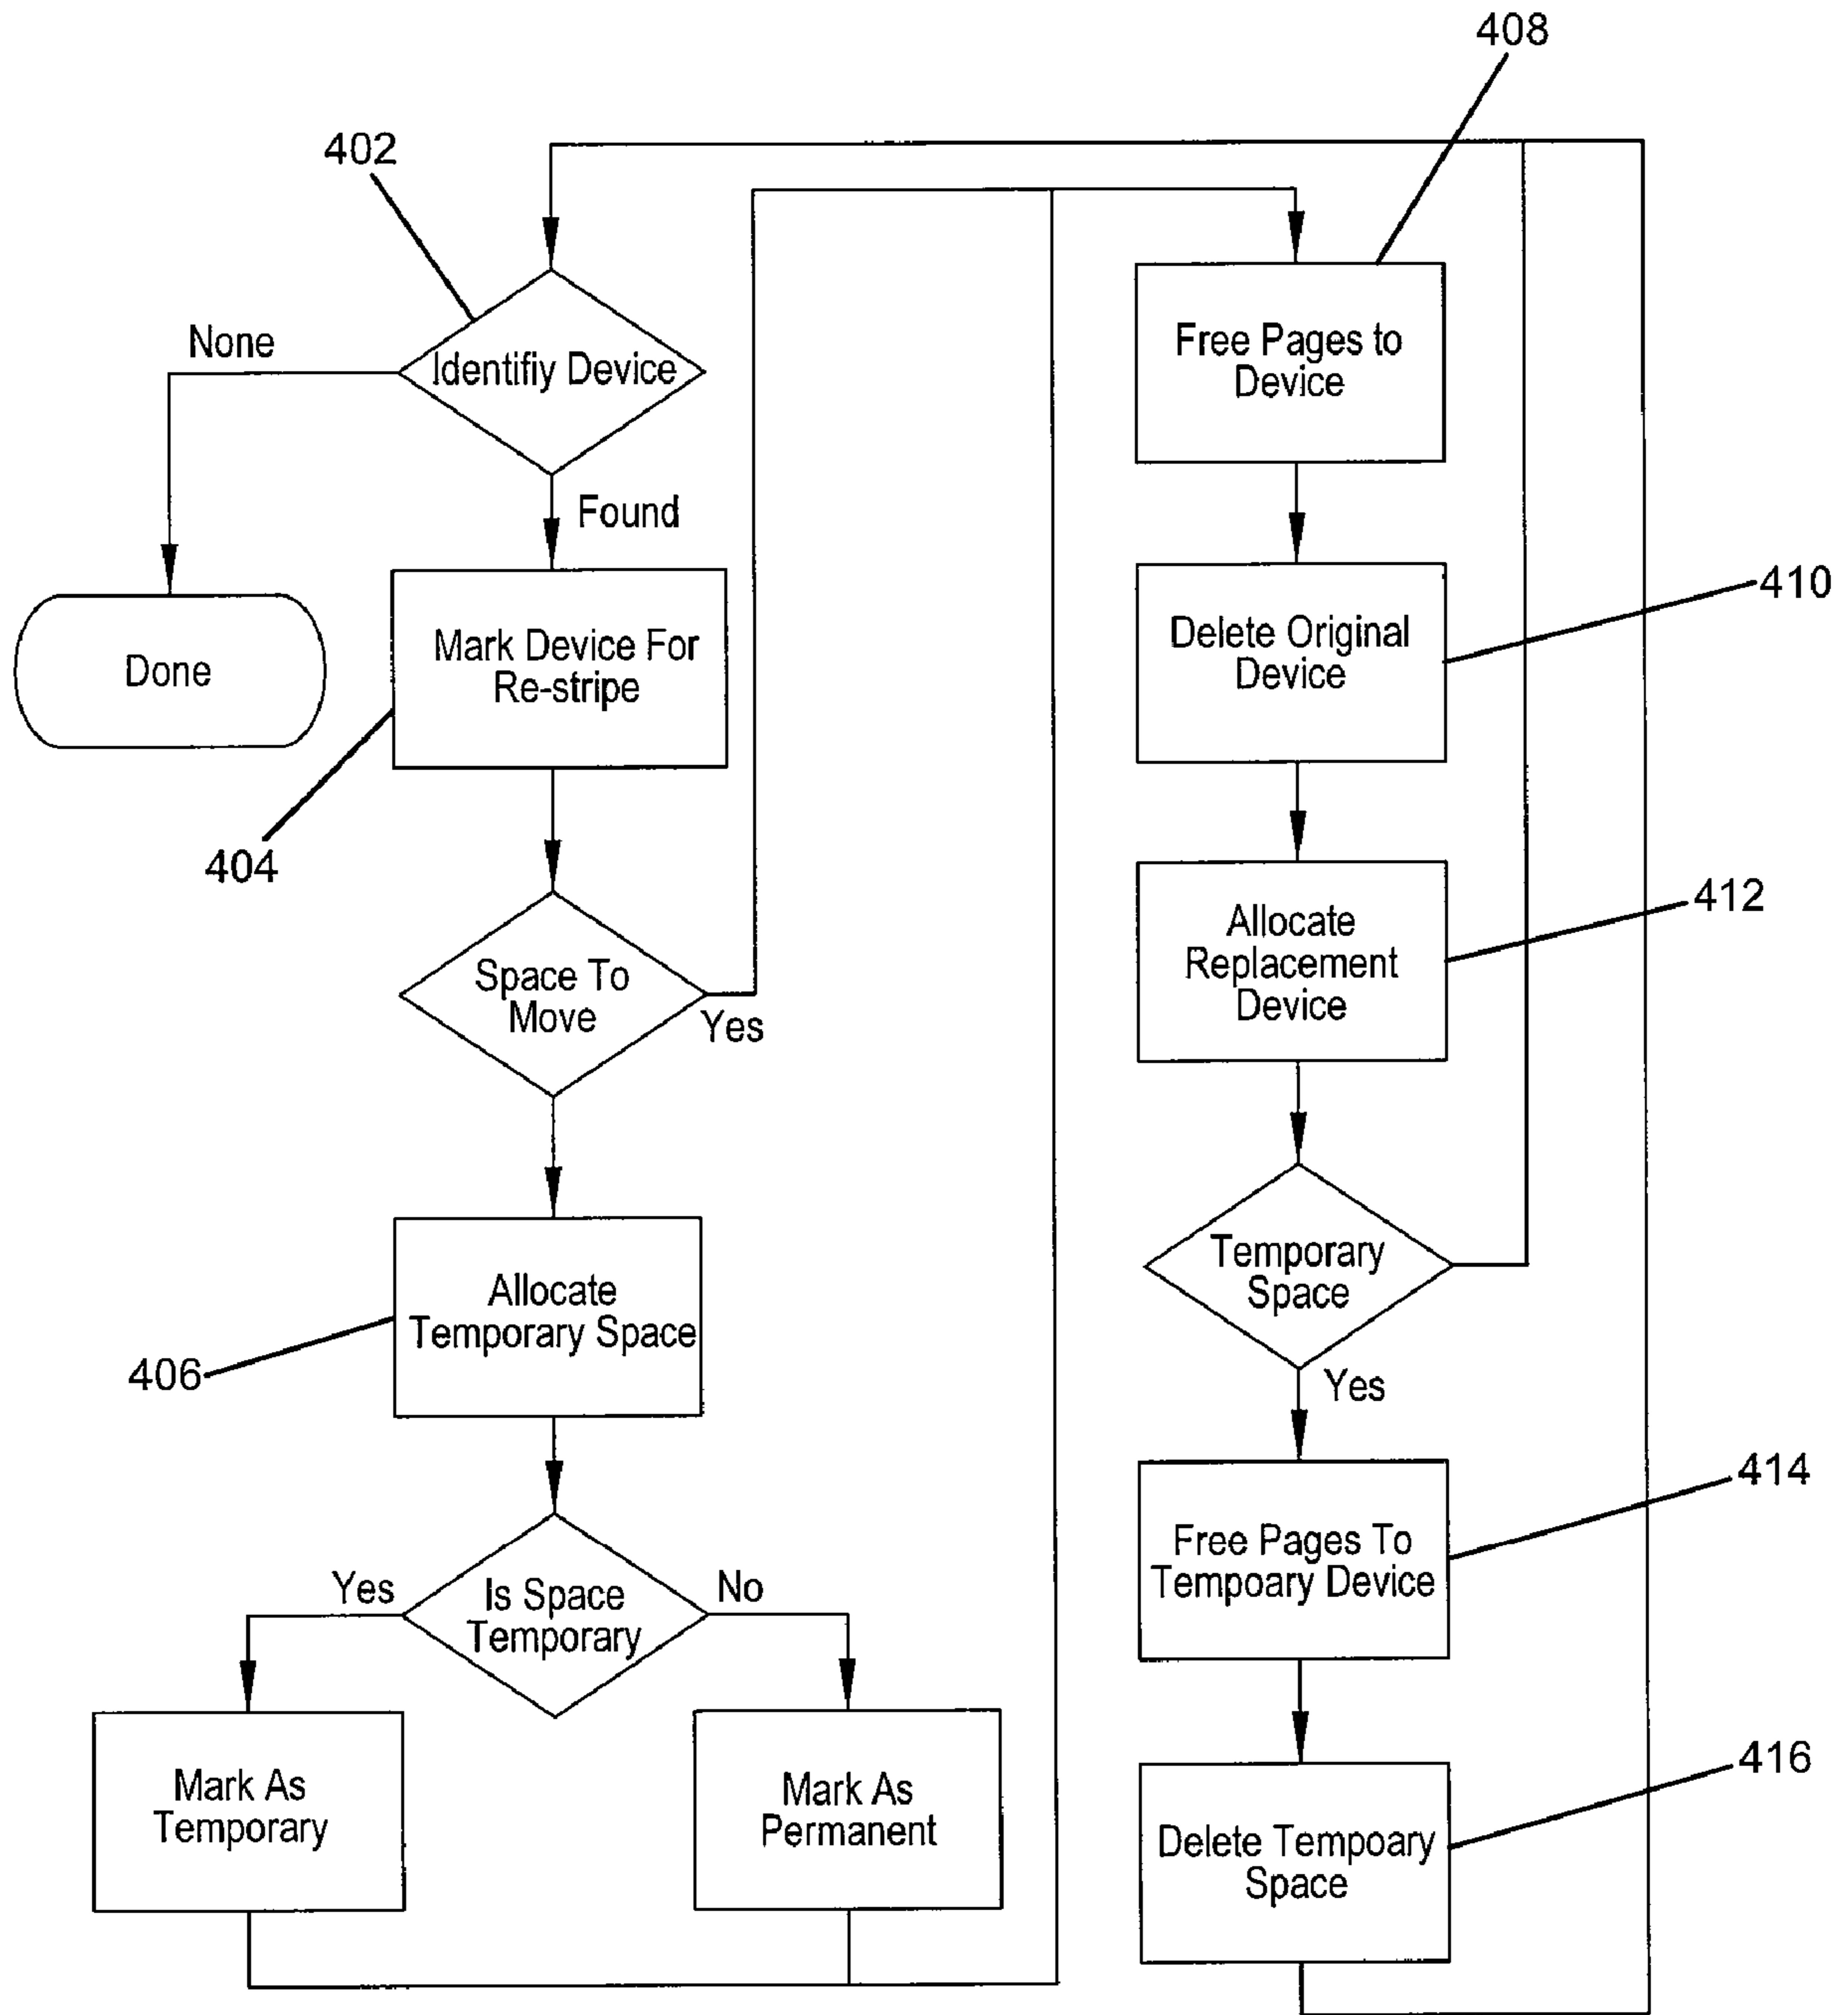 408
402
None
Identifiy Device
Found
Done
Mark Device For
Re-stripe
404
Space To
Move
Yes
Allocate
Temporary Space
406
Yes
Is Space
Temporary
No
Mark As
Temporary
Mark As
Permanent
Free Pages to
Device
Delete Original
Device
410
Allocate
Replacement
Device
412
Temporary
Space
Yes
Free Pages To
Tempoary Device
414
Delete Tempoary
Space
416